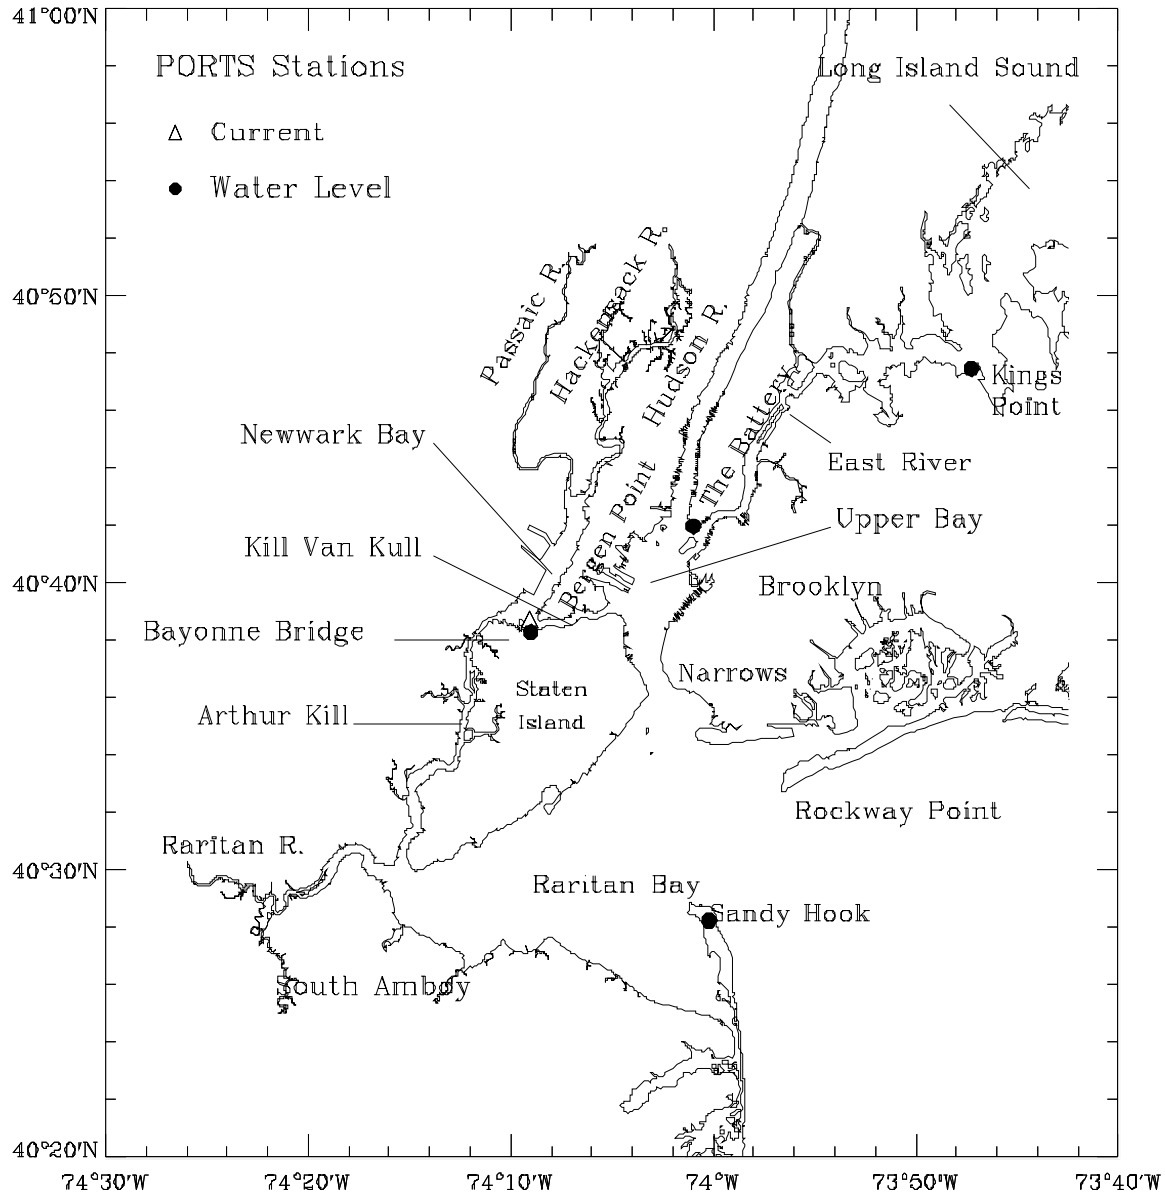 41°00'N
PORTS Stations
Long Island Sound
Current
Water Level
Passaic R.
Hackensack R.
Hudson R.
40°50'N
Kings
Point
Newwark Bay
The Battery
East River
Bergen Point
Upper Bay
Kill Van Kull
40°40'N
Brooklyn
Bayonne Bridge
Narrows
Staten
Island
Arthur Kill
Rockway Point
Raritan R.
40°30'N
Raritan Bay
Sandy Hook
South Amboy
40°20'N
74°30'W 74°20'W 74°10'W 74°W 73°50'W 73°40'W